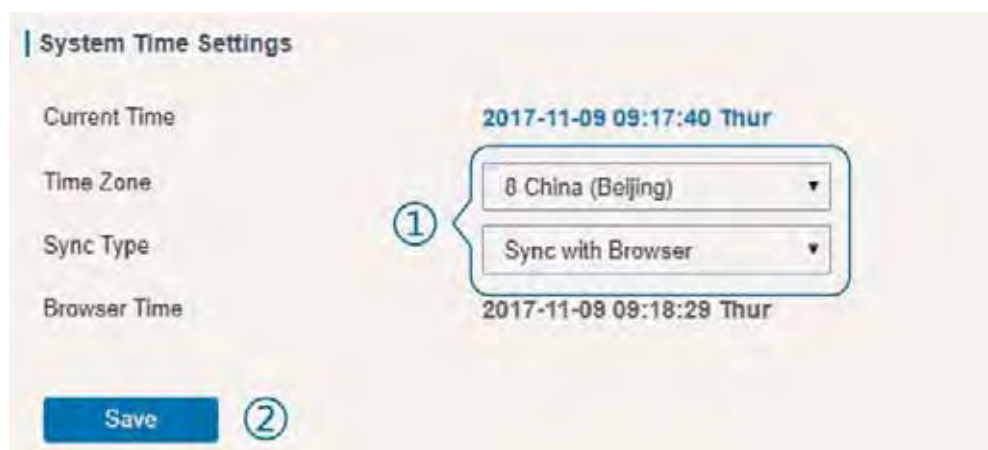 System Time Settings
Current Time 2017-11-09 09:17:40 Thur
Time Zone 8 China (Beijing)
① 
Sync Type Sync with Browser
Browser Time 2017-11-09 09:18:29 Thur
Save ②